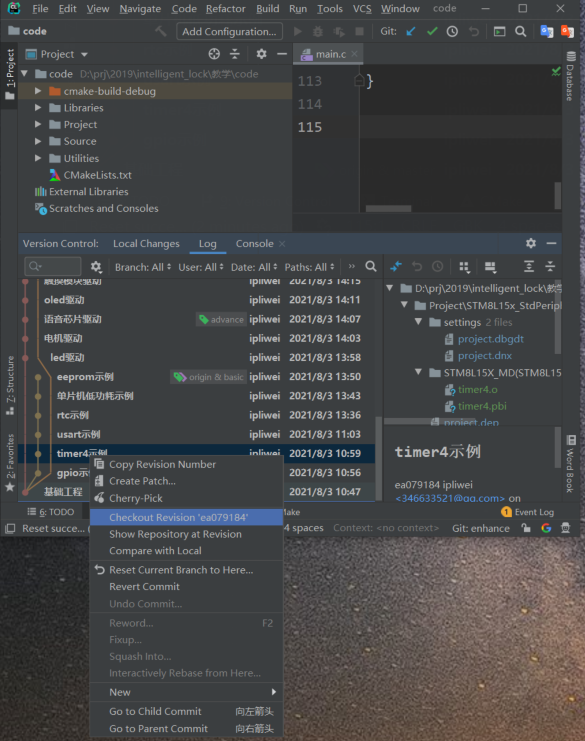 File Edit View Navigate Code Refactor Build Run Tools VCS Window code
code Add Configuration... Git:
1: Project
Project
main.c
code D:\prj\2019\intelligent_lock\教学\code
cmake-build-debug
Libraries
Project
Source
Utilities
CMakeLists.txt
External Libraries
Scratches and Consoles
113 }
114
115
Database
Version Control: Local Changes Log Console
Branch: All User: All Date: All Paths: All
触摸模块驱动 ipliwei 2021/8/3 14:15
oled驱动 ipliwei 2021/8/3 14:11
语音芯片驱动 advance ipliwei 2021/8/3 14:07
电机驱动 ipliwei 2021/8/3 14:03
led驱动 ipliwei 2021/8/3 13:58
eeprom示例 origin & basic ipliwei 2021/8/3 13:50
单片机低功耗示例 ipliwei 2021/8/3 13:43
rtc示例 ipliwei 2021/8/3 13:36
usart示例 ipliwei 2021/8/3 11:03
timer4示例 ipliwei 2021/8/3 10:59
gpio示 2021/8/3 10:56
基础工程 2021/8/3 10:47
D:\prj\2019\intelligent_lock\教学
Project\STM8L15x_StdPeriph
settings 2 files
project.dbgdt
project.dnx
STM8L15X_MD(STM8L15
timer4.o
timer4.pbi
project.dep
timer4示例
ea079184 ipliwei
<346633521@qq.com> on
Z: Structure
2: Favorites
Word Book
Copy Revision Number
Create Patch...
Cherry-Pick
Checkout Revision 'ea079184'
Show Repository at Revision
Compare with Local
Reset Current Branch to Here...
Revert Commit
Undo Commit...
Reword... F2
Fixup...
Squash Into...
Interactively Rebase from Here...
New
Go to Child Commit 向左箭头
Go to Parent Commit 向右箭头
6: TODO Make 1 Event Log
Reset succe... 4 spaces Context: <no context> Git: enhance